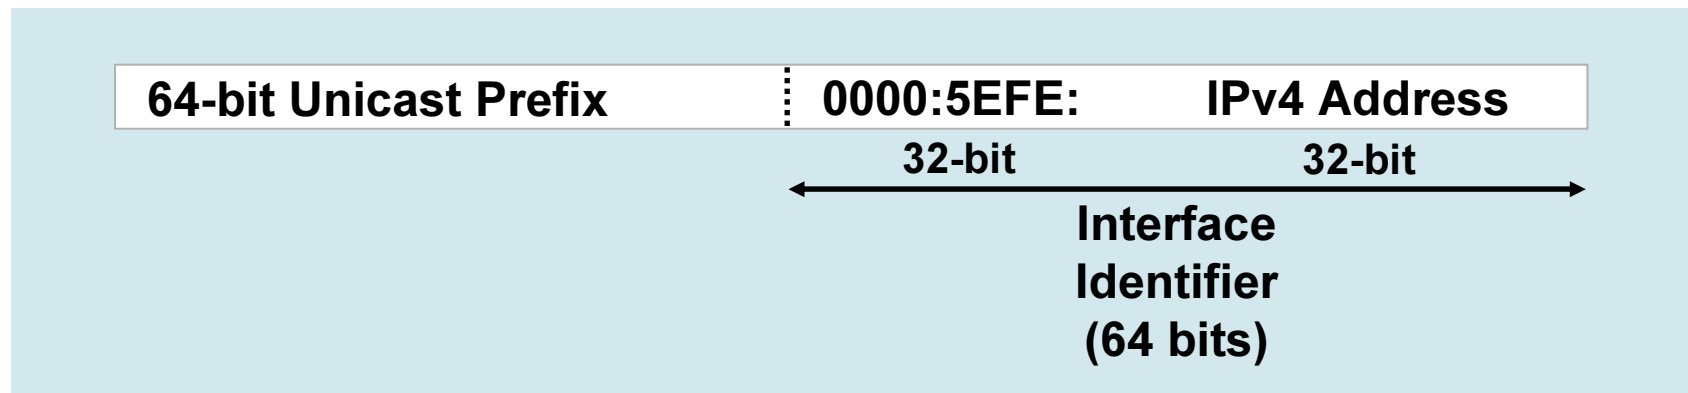 64-bit Unicast Prefix 0000:5EFE: IPv4 Address
32-bit 32-bit
Interface
Identifier
(64 bits)